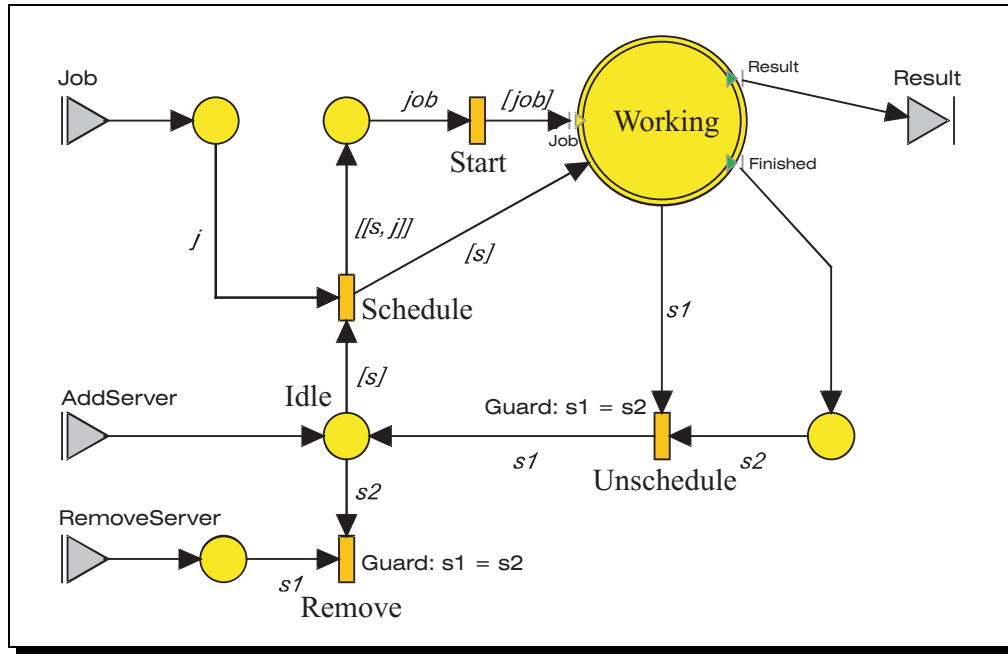 Job
Result
Result
job
[job]
Working
Job
Start
Finished
j
[[s, j]]
[s]
Schedule
s1
[s]
AddServer
Idle
Guard: s1 = s2
s1
s2
Unschedule
s2
RemoveServer
Guard: s1 = s2
s1
Remove